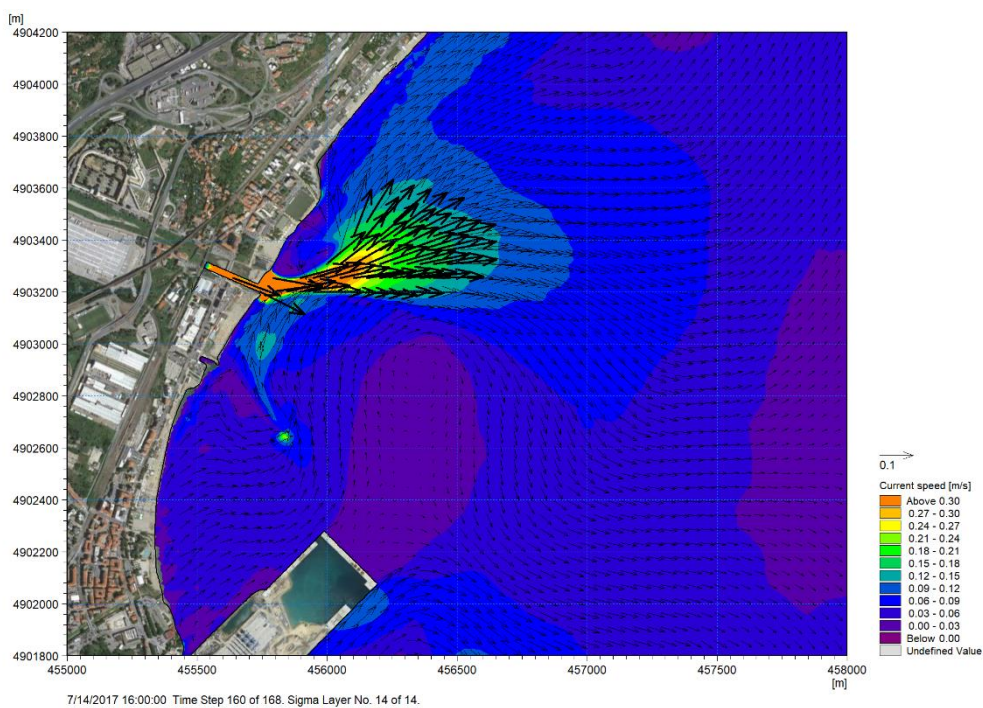 [m]
4904200
4904000
4903800
4903600
4903400
4903200
4903000
4902800
4902600
4902400
4902200
4902000
4901800
455000
455500
456000
456500
457000
457500
458000
[m]
0.1
Current speed [m/s]
Above 0.30
0.27 - 0.30
0.24 - 0.27
0.21 - 0.24
0.18 - 0.21
0.15 - 0.18
0.12 - 0.15
0.09 - 0.12
0.06 - 0.09
0.03 - 0.06
0.00 - 0.03
Below 0.00
Undefined Value
7/14/2017 16:00:00 Time Step 160 of 168. Sigma Layer No. 14 of 14.